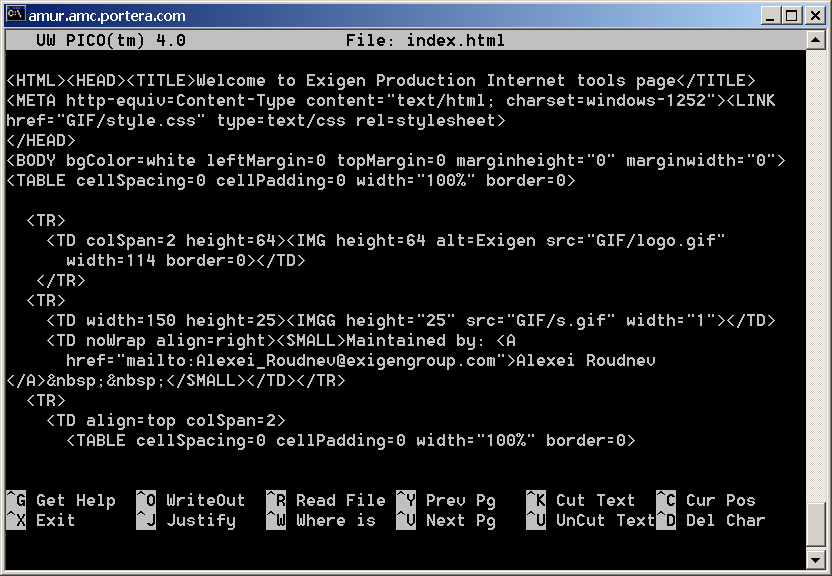 amur.amc.portera.com
UW PICO(tm) 4.0 File: index.html
<HTML><HEAD><TITLE>Welcome to Exigen Production Internet tools page</TITLE>
<META http-equiv=Content-Type content="text/html; charset=windows-1252"><LINK
href="GIF/style.css" type=text/css rel=stylesheet>
</HEAD>
<BODY bgColor=white leftMargin=0 topMargin=0 marginheight="0" marginwidth="0">
<TABLE cellSpacing=0 cellPadding=0 width="100%" border=0>
<TR>
<TD colSpan=2 height=64><IMG height=64 alt=Exigen src="GIF/logo.gif"
width=114 border=0></TD>
</TR>
<TR>
<TD width=150 height=25><IMGG height="25" src="GIF/s.gif" width="1"></TD>
<TD noWrap align=right><SMALL>Maintained by: <A
href="mailto:Alexei_Roudnev@exigengroup.com">Alexei Roudnev
</A>&nbsp;&nbsp;</SMALL></TD></TR>
<TR>
<TD align=top colSpan=2>
<TABLE cellSpacing=0 cellPadding=0 width="100%" border=0>
^G Get Help ^O WriteOut ^R Read File ^Y Prev Pg ^K Cut Text ^C Cur Pos
^X Exit ^J Justify ^W Where is ^V Next Pg ^U UnCut Text ^D Del Char